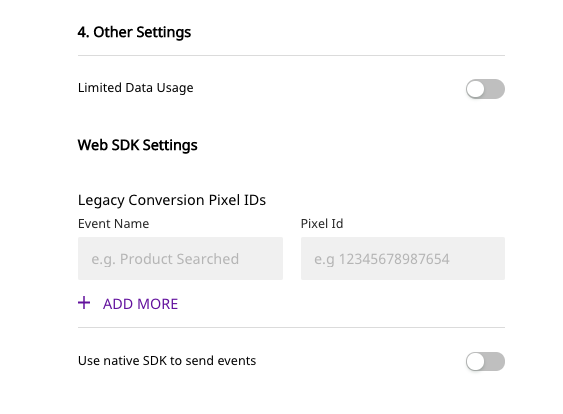 4. Other Settings
Limited Data Usage
Web SDK Settings
Legacy Conversion Pixel IDs
Event Name Pixel Id
e.g. Product Searched e.g 12345678987654
+ ADD MORE
Use native SDK to send events